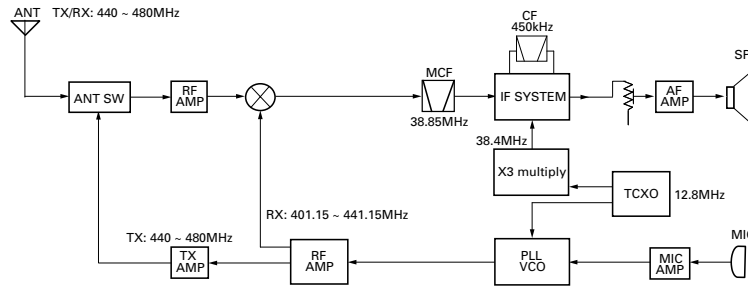 ANT TX/RX: 440 ~ 480MHz
CF
450kHz
MCF
ANT SW
RF
AMP
IF SYSTEM
AF
AMP
38.85MHz
38.4MHz
X3 multiply
TCXO
12.8MHz
RX: 401.15 ~ 441.15MHz
TX: 440 ~ 480MHz
TX
AMP
RF
AMP
PLL
VCO
MIC
AMP